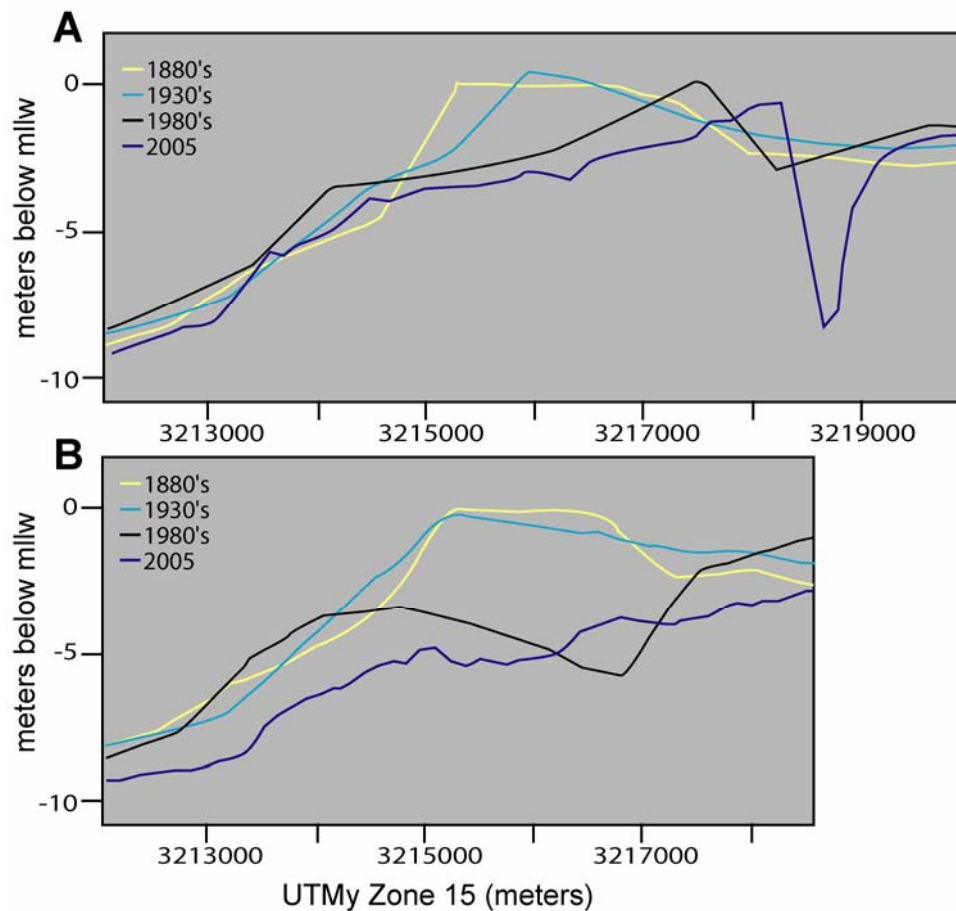 A
1880's
1930's
1980's
2005
0
-5
-10
meters below mllw
3213000 3215000 3217000 3219000
B
1880's
1930's
1980's
2005
0
-5
-10
meters below mllw
3213000 3215000 3217000
UTMy Zone 15 (meters)